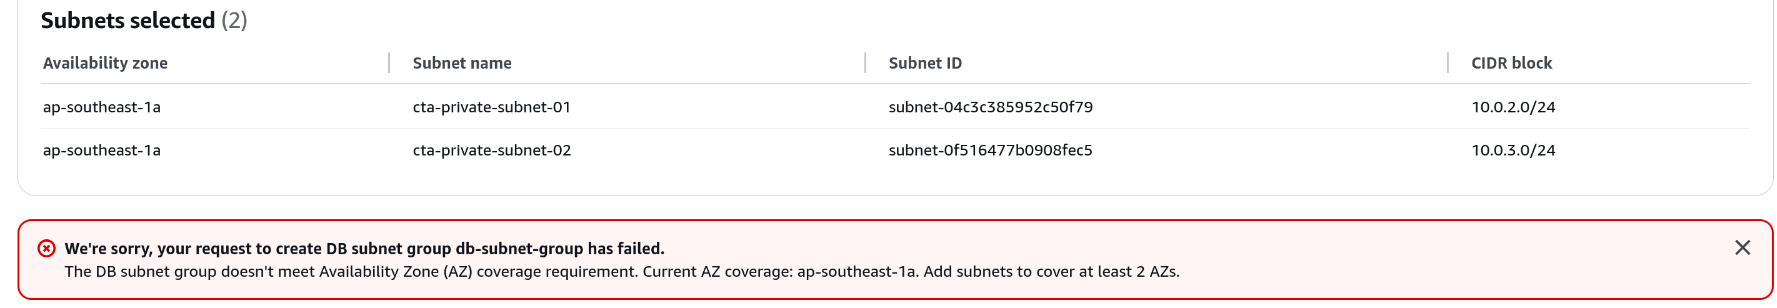 Subnets selected (2)
Availability zone Subnet name Subnet ID CIDR block
ap-southeast-1a cta-private-subnet-01 subnet-04c3c385952c50f79 10.0.2.0/24
ap-southeast-1a cta-private-subnet-02 subnet-0f516477b0908fec5 10.0.3.0/24
We're sorry, your request to create DB subnet group db-subnet-group has failed.
The DB subnet group doesn't meet Availability Zone (AZ) coverage requirement. Current AZ coverage: ap-southeast-1a. Add subnets to cover at least 2 AZs.